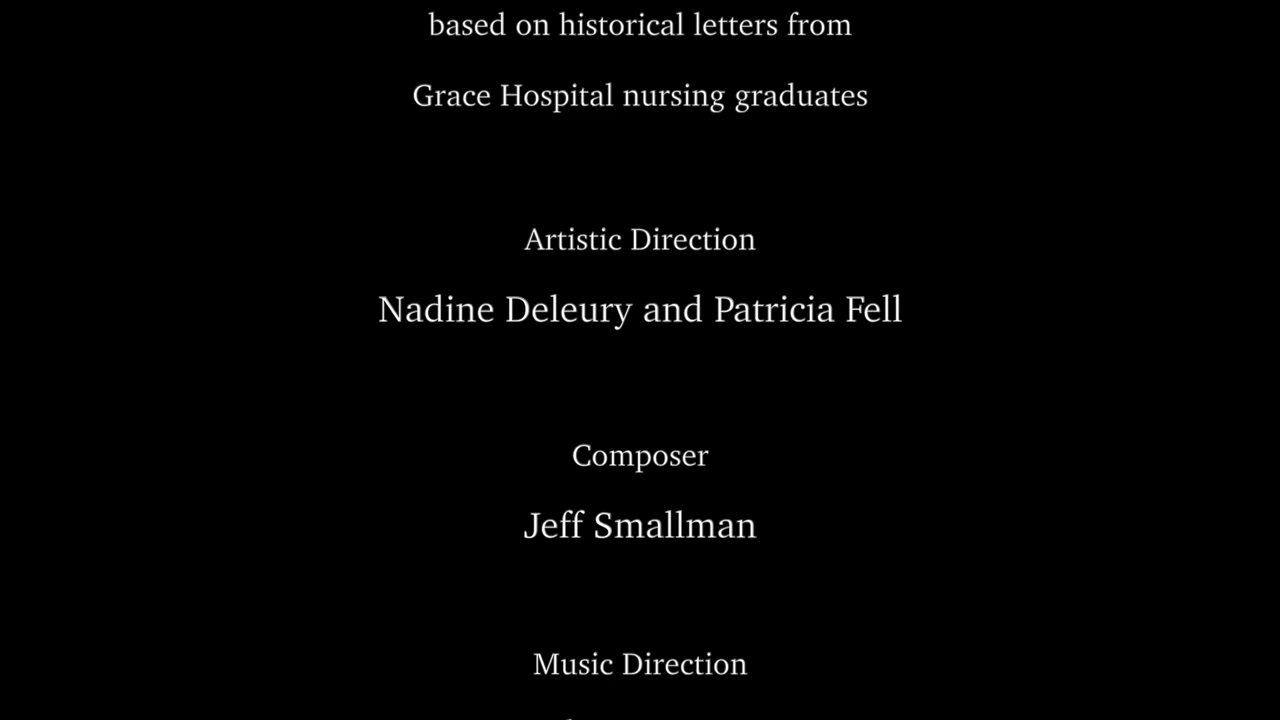 based on historical letters from
Grace Hospital nursing graduates
Artistic Direction
Nadine Deleury and Patricia Fell
Composer
Jeff Smallman
Music Direction